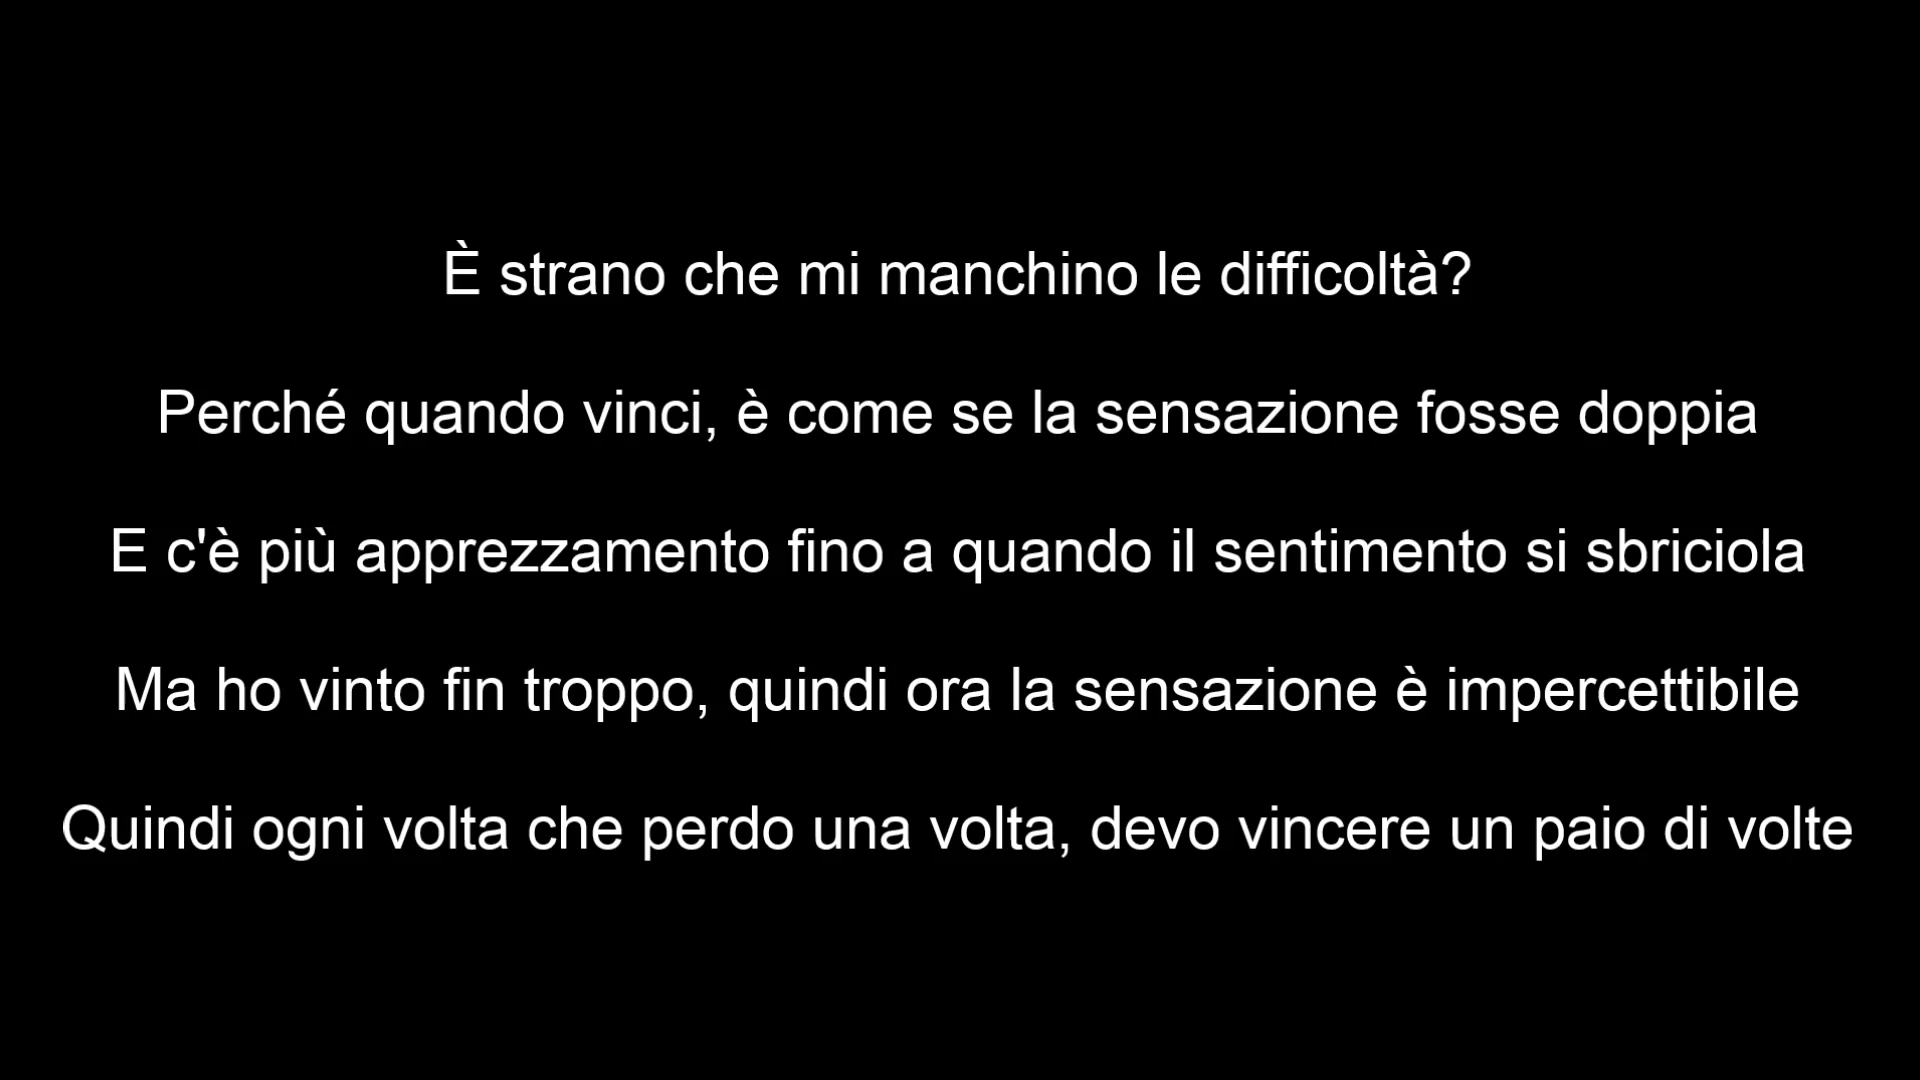 È strano che mi manchino le difficoltà?
Perché quando vinci, è come se la sensazione fosse doppia
E c'è più apprezzamento fino a quando il sentimento si sbriciola
Ma ho vinto fin troppo, quindi ora la sensazione è impercettibile
Quindi ogni volta che perdo una volta, devo vincere un paio di volte